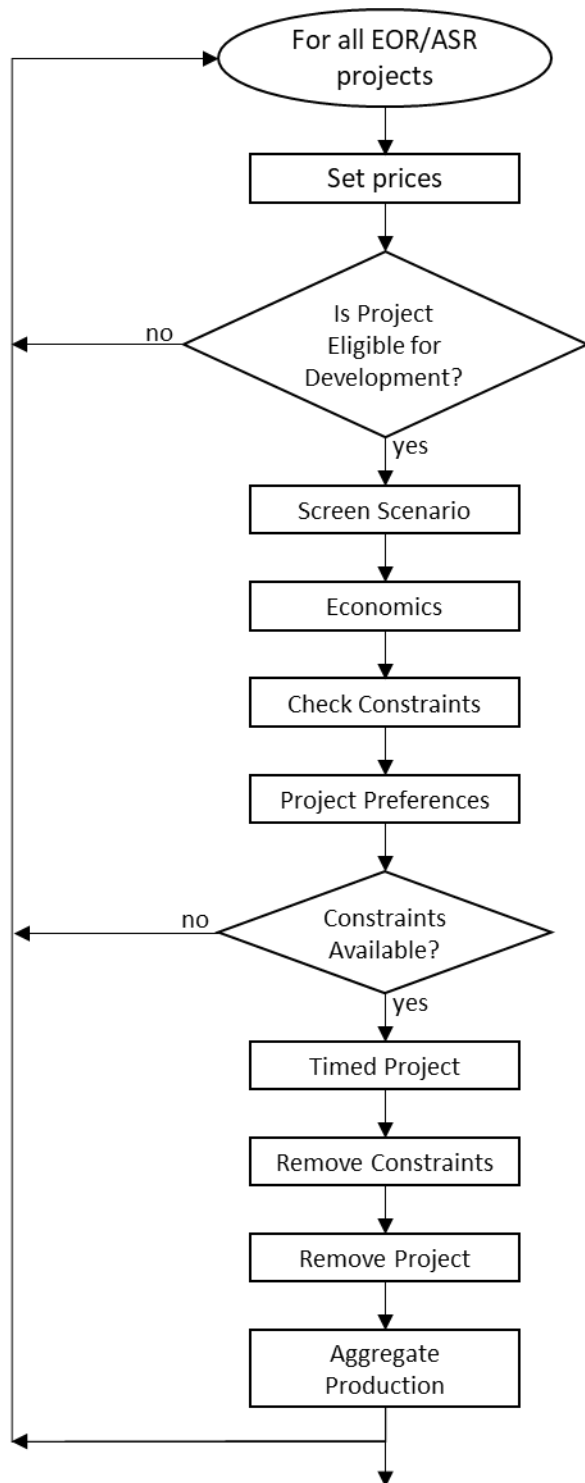 For all EOR/ASR
projects
Set prices
Is Project
Eligible for
Development?
no
yes
Screen Scenario
Economics
Check Constraints
Project Preferences
Constraints
Available?
no
yes
Timed Project
Remove Constraints
Remove Project
Aggregate
Production